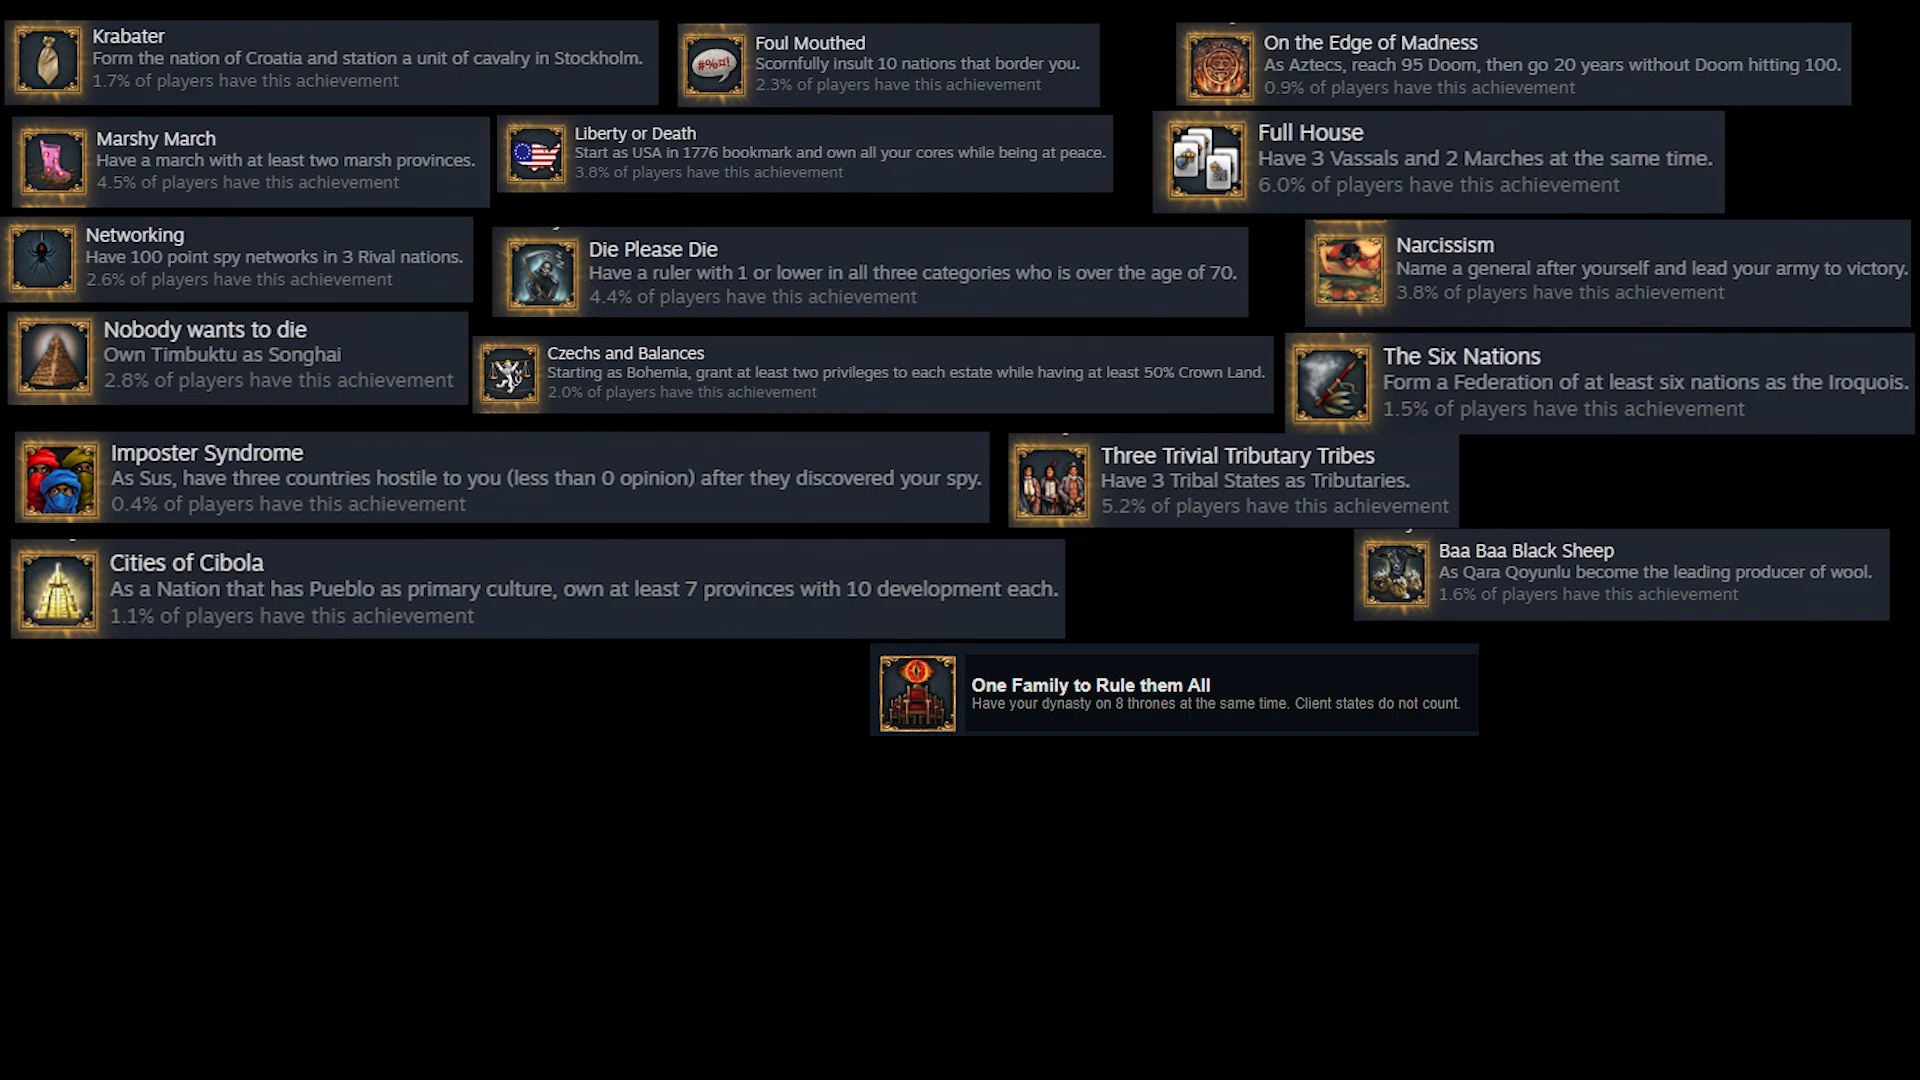 Krabater
Form the nation of Croatia and station a unit of cavalry in Stockholm.
1.7% of players have this achievement
#%¤!
Foul Mouthed
Scornfully insult 10 nations that border you.
2.3% of players have this achievement
On the Edge of Madness
As Aztecs, reach 95 Doom, then go 20 years without Doom hitting 100.
0.9% of players have this achievement
Marshy March
Have a march with at least two marsh provinces.
4.5% of players have this achievement
Liberty or Death
Start as USA in 1776 bookmark and own all your cores while being at peace.
3.8% of players have this achievement
Full House
Have 3 Vassals and 2 Marches at the same time.
6.0% of players have this achievement
Networking
Have 100 point spy networks in 3 Rival nations.
2.6% of players have this achievement
Die Please Die
Have a ruler with 1 or lower in all three categories who is over the age of 70.
4.4% of players have this achievement
Narcissism
Name a general after yourself and lead your army to victory.
3.8% of players have this achievement
Nobody wants to die
Own Timbuktu as Songhai
2.8% of players have this achievement
Czechs and Balances
Starting as Bohemia, grant at least two privileges to each estate while having at least 50% Crown Land.
2.0% of players have this achievement
The Six Nations
Form a Federation of at least six nations as the Iroquois.
1.5% of players have this achievement
Imposter Syndrome
As Sus, have three countries hostile to you (less than 0 opinion) after they discovered your spy.
0.4% of players have this achievement
Three Trivial Tributary Tribes
Have 3 Tribal States as Tributaries.
5.2% of players have this achievement
Cities of Cibola
As a Nation that has Pueblo as primary culture, own at least 7 provinces with 10 development each.
1.1% of players have this achievement
Baa Baa Black Sheep
As Qara Qoyunlu become the leading producer of wool.
1.6% of players have this achievement
One Family to Rule them All
Have your dynasty on 8 thrones at the same time. Client states do not count.